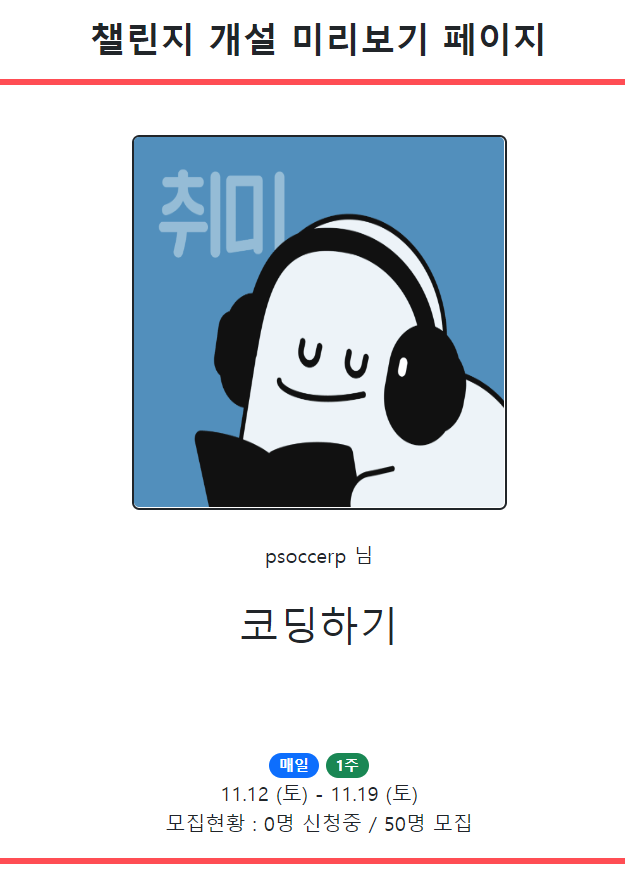 챌린지 개설 미리보기 페이지
취미
psoccerp 님
코딩하기
매일 1주
11.12 (토) - 11.19 (토)
모집현황 : 0명 신청중 / 50명 모집